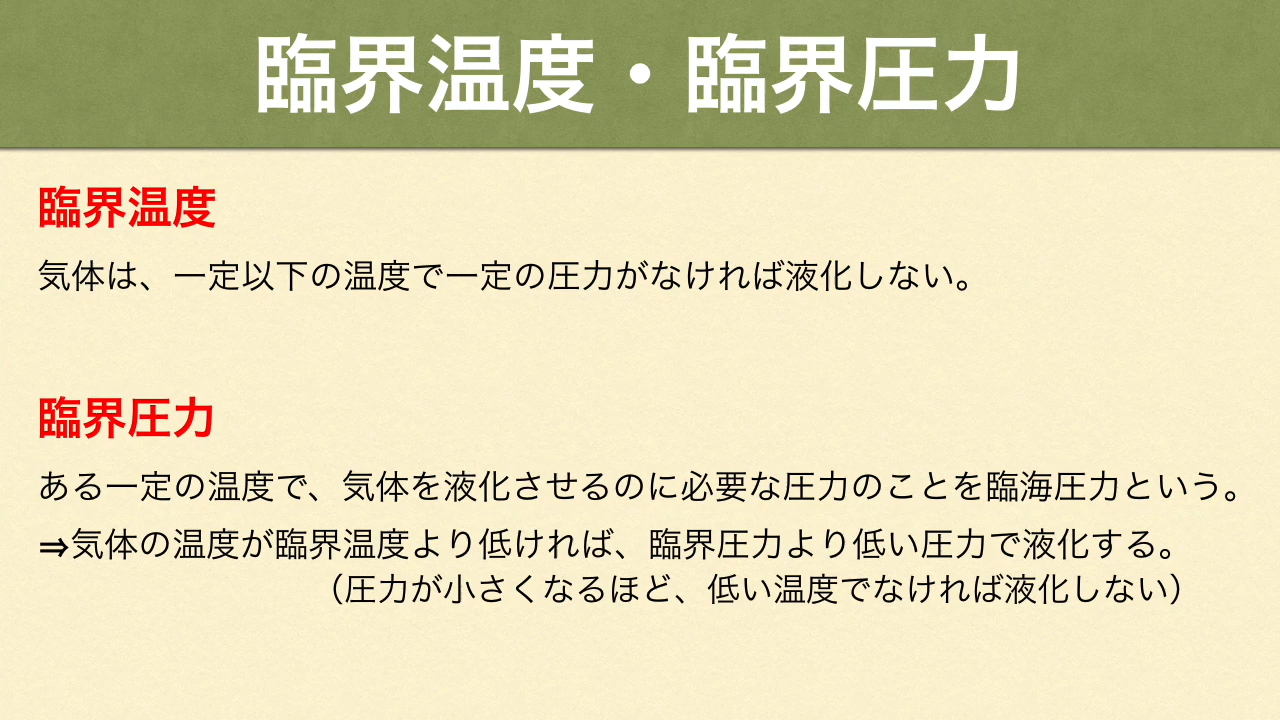 臨界温度・臨界圧力
臨界温度
気体は、一定以下の温度で一定の圧力がなければ液化しない。
臨界圧力
ある一定の温度で、気体を液化させるのに必要な圧力のことを臨海圧力という。
⇒気体の温度が臨界温度より低ければ、臨界圧力より低い圧力で液化する。
（圧力が小さくなるほど、低い温度でなければ液化しない）